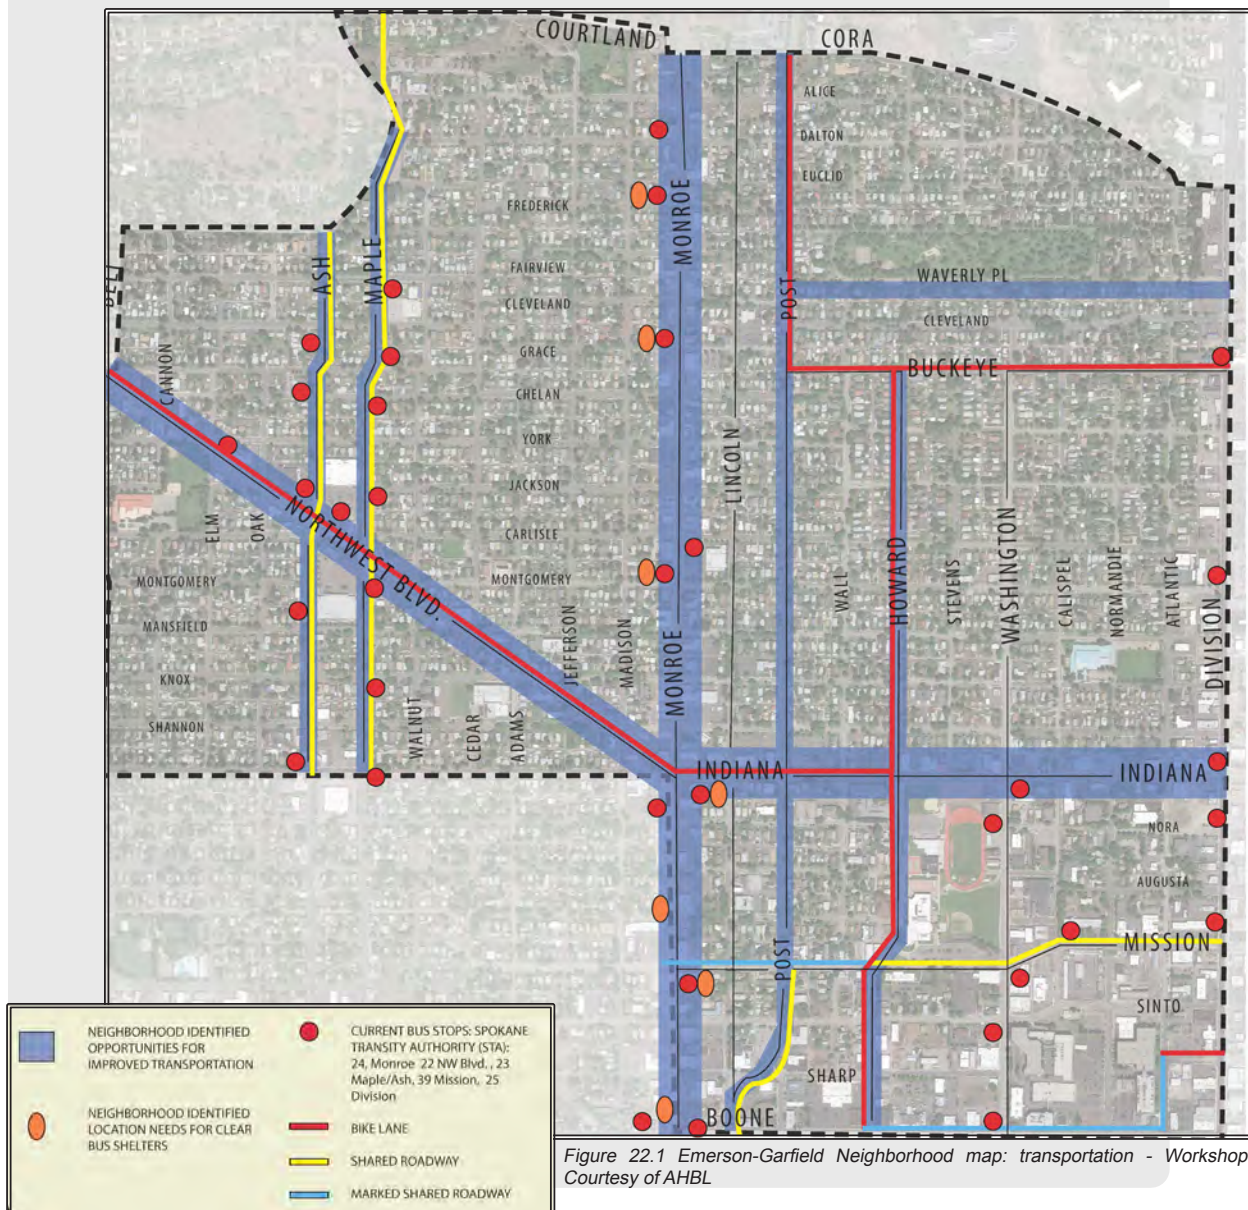 COURTLAND
CORA
ALICE
DALTON
EUCLID
FREDERICK
MONROE
FAIRVIEW
ASH
MAPLE
BELT
CLEVELAND
WAVERLY PL
POST
CLEVELAND
GRACE
BUCKEYE
CANNON
CHELAN
YORK
LINCOLN
JACKSON
ELM
OAK
NORTHWEST BLVD.
CARLISLE
MONTGOMERY
MONTGOMERY
WALL
HOWARD
STEVENS
WASHINGTON
CALISPEL
NORMANDIE
ATLANTIC
DIVISION
MANSFIELD
JEFFERSON
MADISON
MONROE
KNOX
SHANNON
WALNUT
CEDAR
ADAMS
INDIANA
INDIANA
NORA
AUGUSTA
MISSION
POST
SINTO
SHARP
BOONE
NEIGHBORHOOD IDENTIFIED
OPPORTUNITIES FOR
IMPROVED TRANSPORTATION
NEIGHBORHOOD IDENTIFIED
LOCATION NEEDS FOR CLEAR
BUS SHELTERS
CURRENT BUS STOPS: SPOKANE
TRANSITY AUTHORITY (STA):
24, Monroe 22 NW Blvd. , 23
Maple/Ash, 39 Mission, 25
Division
BIKE LANE
SHARED ROADWAY
MARKED SHARED ROADWAY
Figure 22.1 Emerson-Garfield Neighborhood map: transportation - Workshop
Courtesy of AHBL